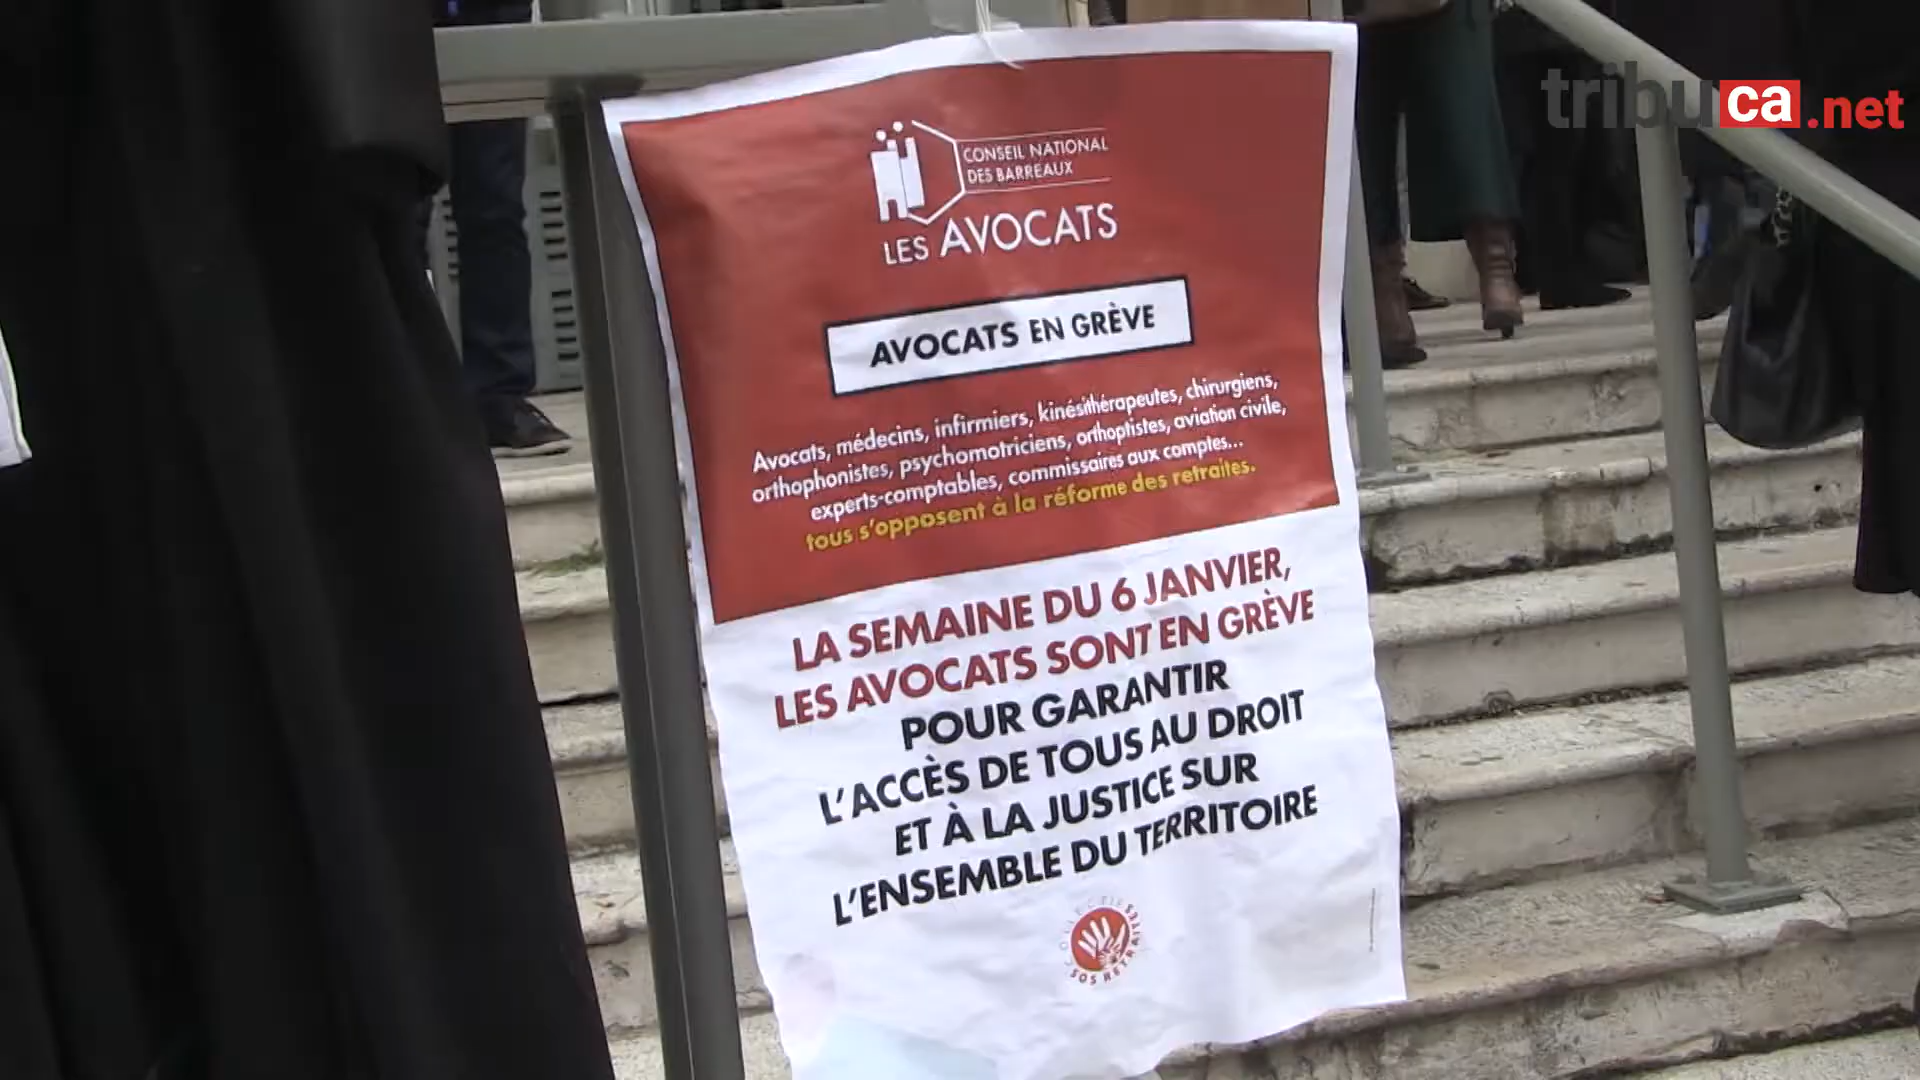 tribuca.net
CONSEIL NATIONAL
DES BARREAUX
LES AVOCATS
AVOCATS EN GRÈVE
Avocats, médecins, infirmiers, kinésithérapeutes, chirurgiens,
orthophonistes, psychomotriciens, orthoptistes, aviation civile,
experts-comptables, commissaires aux comptes...
tous s'opposent à la réforme des retraites.
LA SEMAINE DU 6 JANVIER,
LES AVOCATS SONT EN GRÈVE
POUR GARANTIR
L'ACCÈS DE TOUS AU DROIT
ET À LA JUSTICE SUR
L'ENSEMBLE DU TERRITOIRE
COLLECTIF
SOS RETRAITES